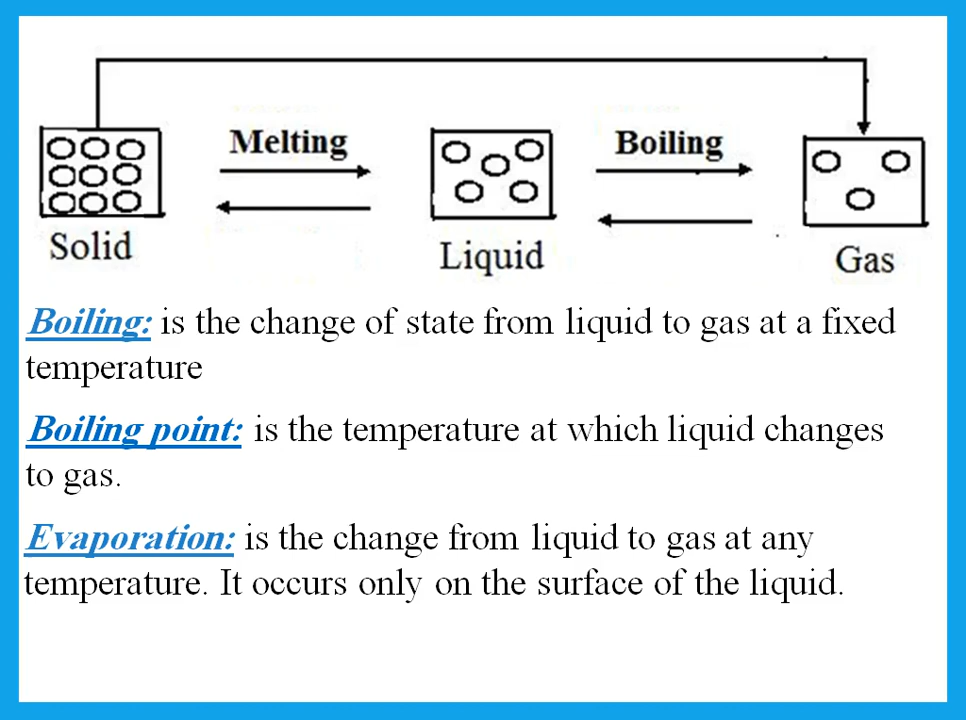 Melting
Boiling
Solid
Liquid
Gas
Boiling: is the change of state from liquid to gas at a fixed
temperature
Boiling point: is the temperature at which liquid changes
to gas.
Evaporation: is the change from liquid to gas at any
temperature. It occurs only on the surface of the liquid.